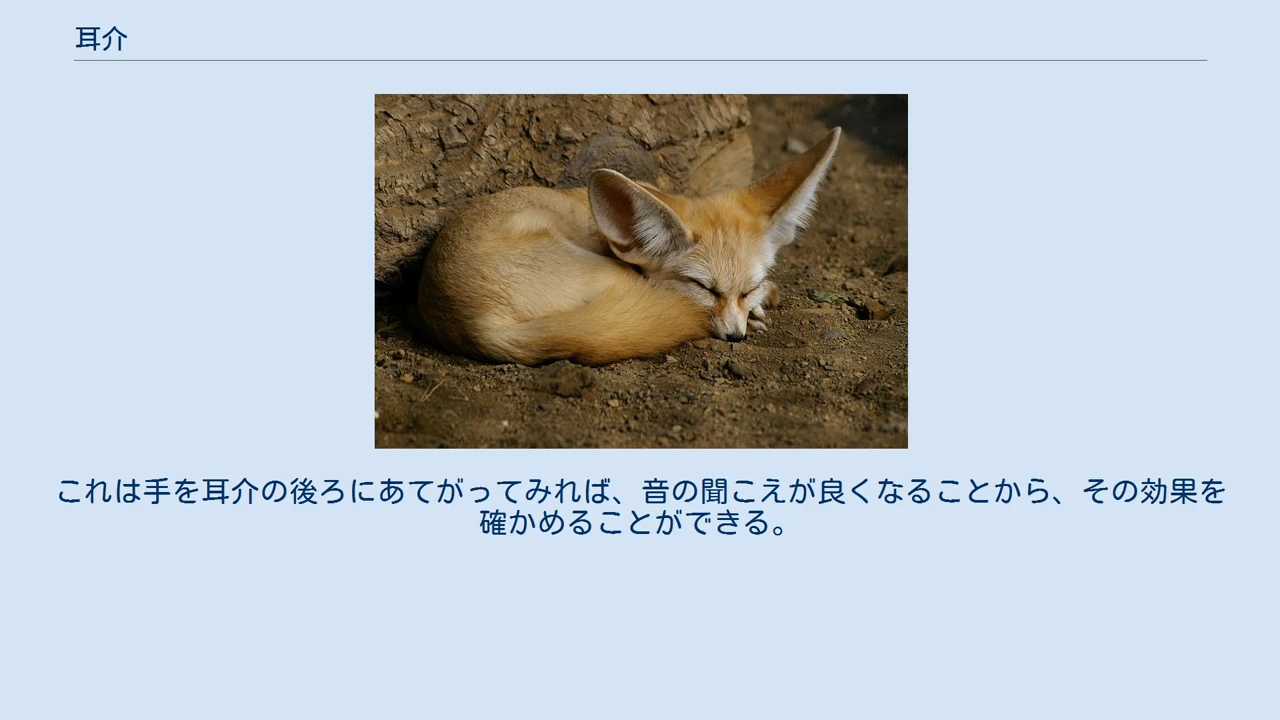 耳介
これは手を耳介の後ろにあてがってみれば、音の聞こえが良くなることから、その効果を
確かめることができる。